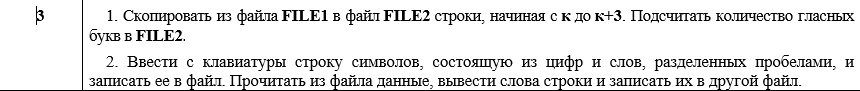 3
1. Скопировать из файла FILE1 в файл FILE2 строки, начиная с к до к+3. Подсчитать количество гласных
букв в FILE2.
2. Ввести с клавиатуры строку символов, состоящую из цифр и слов, разделенных пробелами, и
записать ее в файл. Прочитать из файла данные, вывести слова строки и записать их в другой файл.